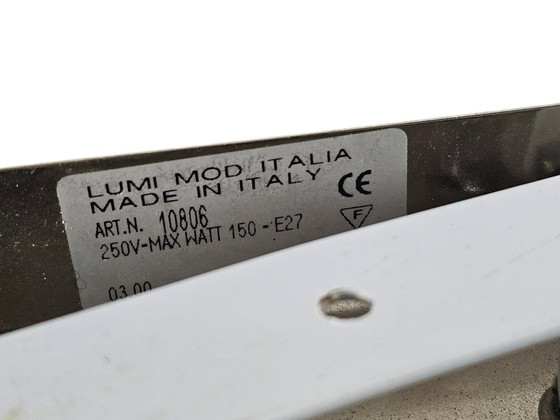 LUMI MOD ITALIA
MADE IN ITALY
CE
ART.N. 10806
F
250V-MAX WATT 150 - E27
03.00